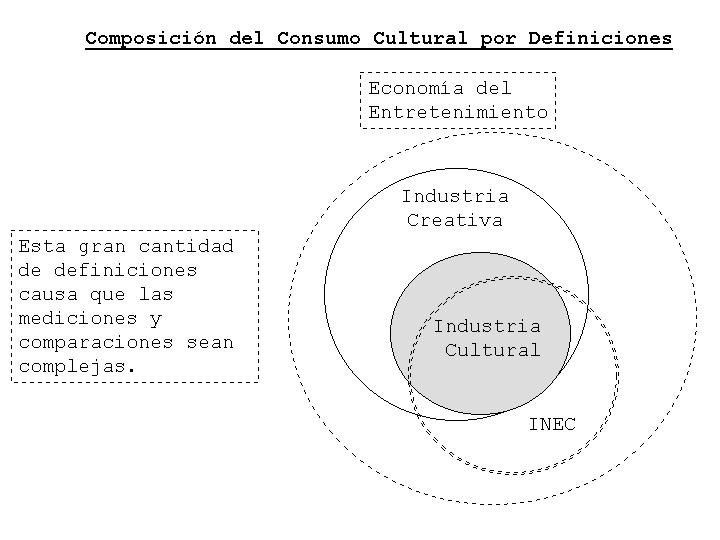 Composición del Consumo Cultural por Definiciones
Economía del
Entretenimiento
Industria
Creativa
Esta gran cantidad
de definiciones
causa que las
mediciones y
comparaciones sean
complejas.
Industria
Cultural
INEC